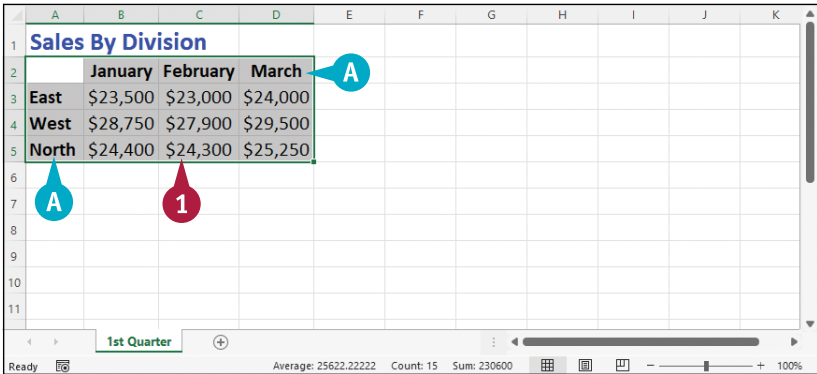 A B C D E F G H I J K
1 Sales By Division
2 January February March A
3 East $23,500 $23,000 $24,000
4 West $28,750 $27,900 $29,500
5 North $24,400 $24,300 $25,250
6
7 A 1
8
9
10
11
1st Quarter
Ready Average: 25622.22222 Count: 15 Sum: 230600 100%